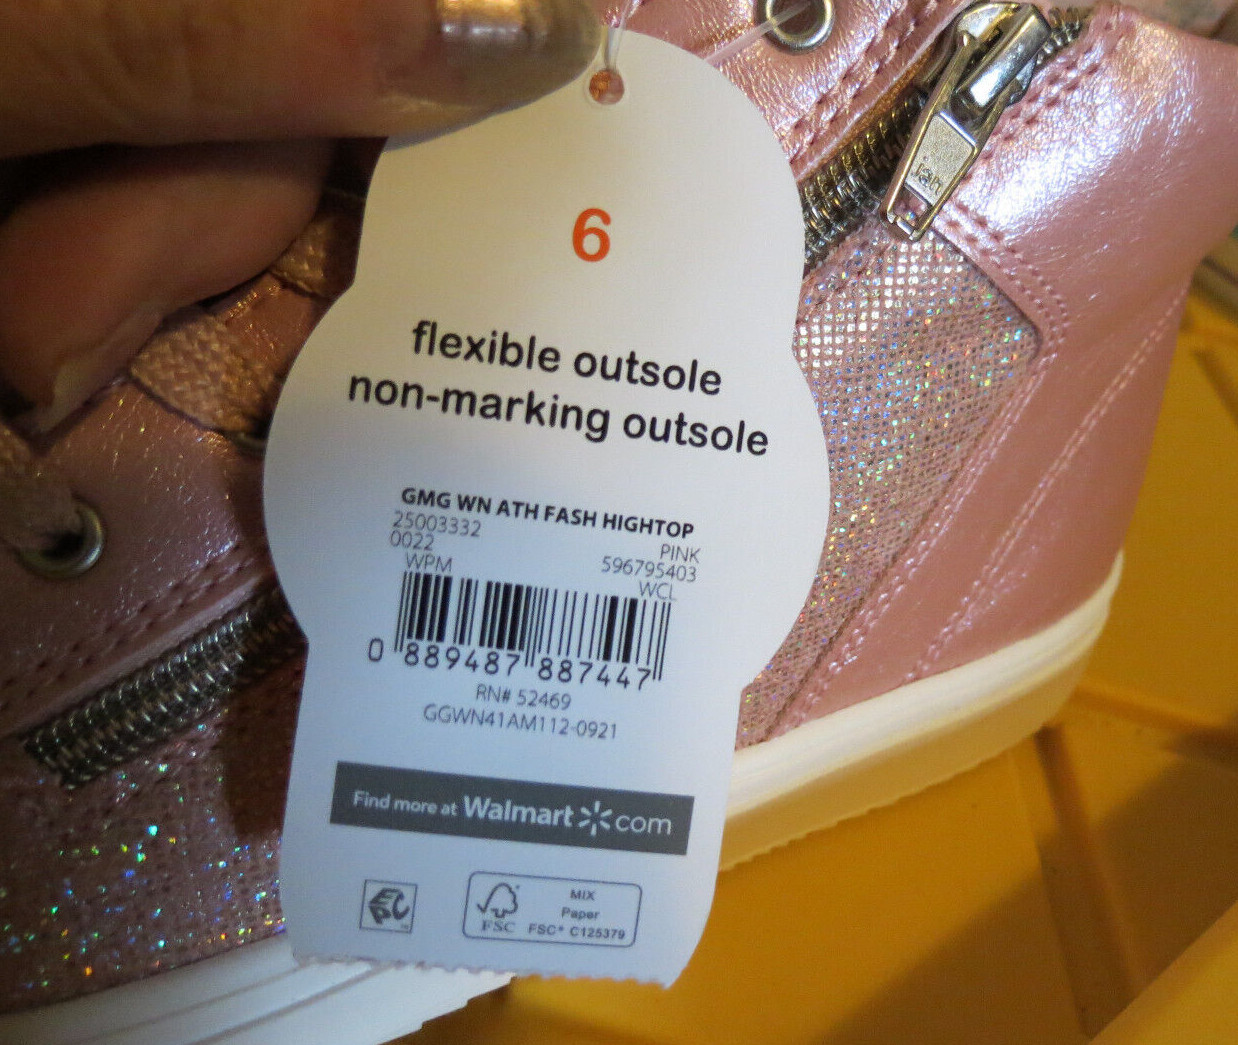 6
flexible outsole
non-marking outsole
GMG WN ATH FASH HIGHTOP
25003332 PINK
0022 596795403
WPM WCL
0 889487 887447
RN# 52469
GGWN41AM112-0921
Find more at Walmart.com
EPC
FSC
MIX
Paper
FSC® C125379